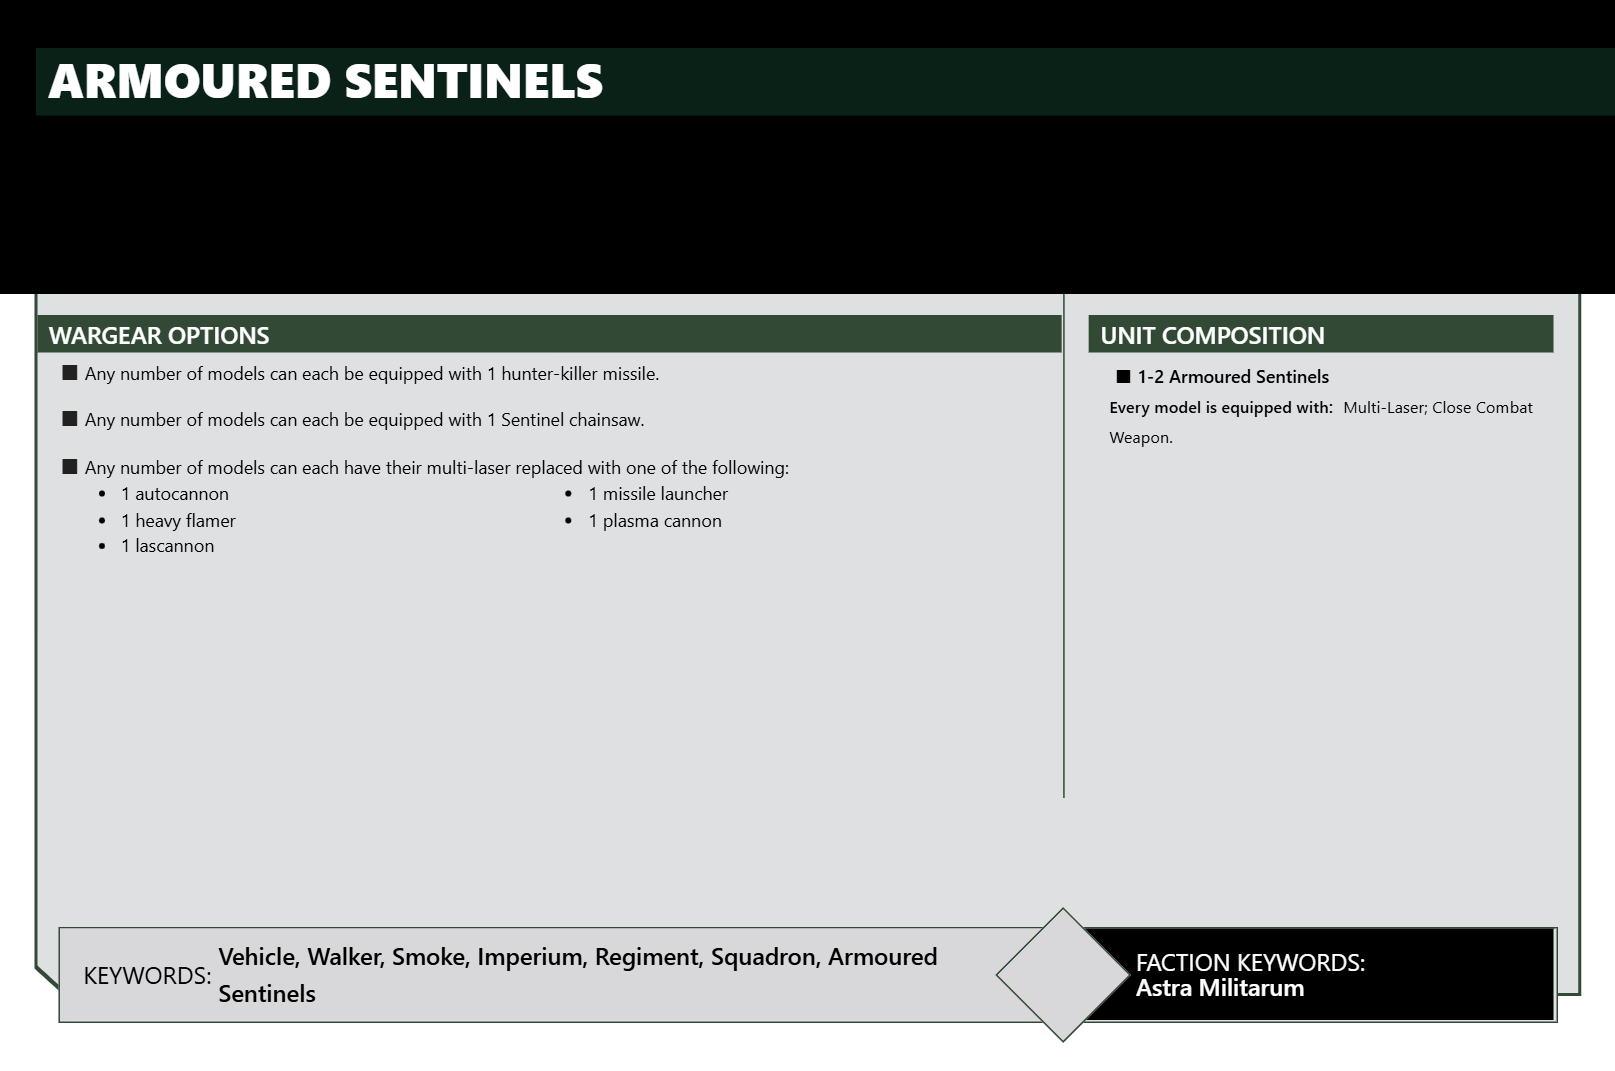 ARMOURED SENTINELS
WARGEAR OPTIONS
■ Any number of models can each be equipped with 1 hunter-killer missile.
■ Any number of models can each be equipped with 1 Sentinel chainsaw.
■ Any number of models can each have their multi-laser replaced with one of the following:
• 1 autocannon
• 1 heavy flamer
• 1 lascannon
• 1 missile launcher
• 1 plasma cannon
UNIT COMPOSITION
■ 1-2 Armoured Sentinels
Every model is equipped with: Multi-Laser; Close Combat
Weapon.
KEYWORDS:
Vehicle, Walker, Smoke, Imperium, Regiment, Squadron, Armoured
Sentinels
FACTION KEYWORDS:
Astra Militarum